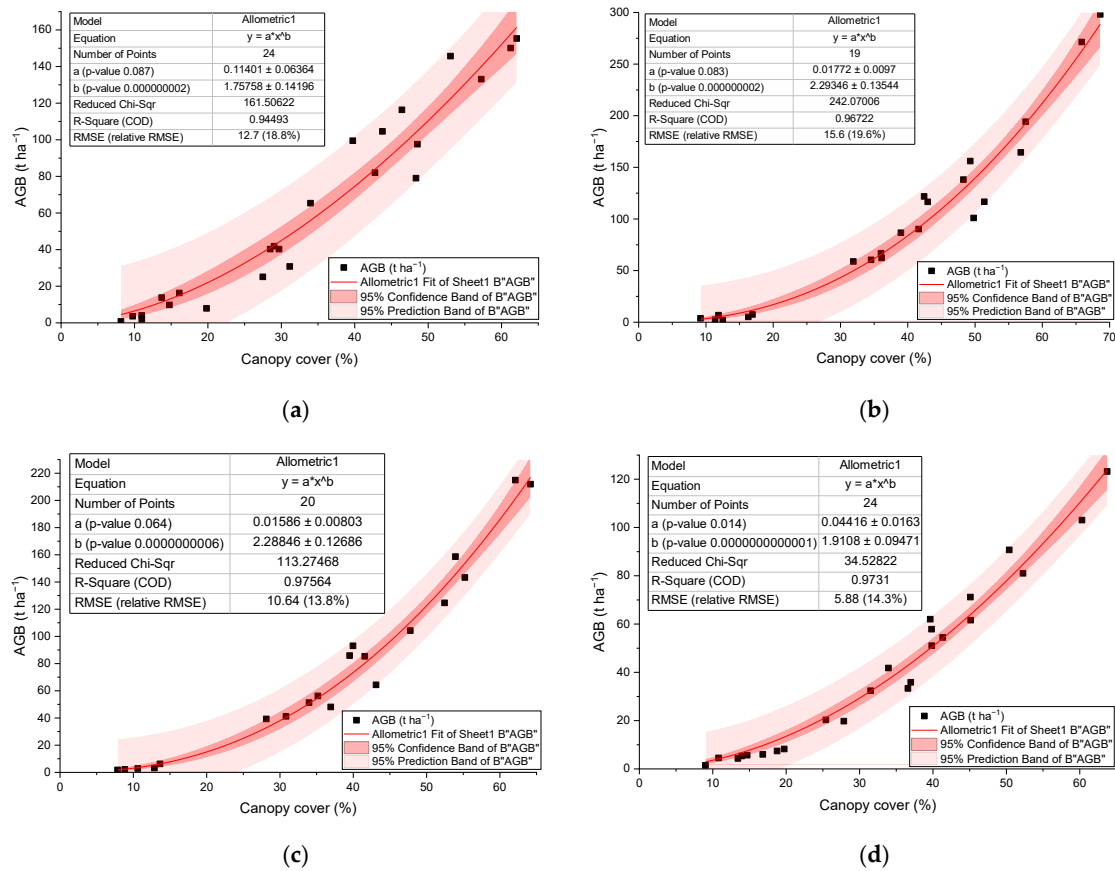 Model Allometric1
Equation y = a*x^b
Number of Points 24
a (p-value 0.087) 0.11401 ± 0.06364
b (p-value 0.000000002) 1.75758 ± 0.14196
Reduced Chi-Sqr 161.50622
R-Square (COD) 0.94493
RMSE (relative RMSE) 12.7 (18.8%)
160
140
120
100
80
60
40
20
0
AGB (t ha⁻¹)
AGB (t ha⁻¹)
Allometric1 Fit of Sheet1 B"AGB"
95% Confidence Band of B"AGB"
95% Prediction Band of B"AGB"
0 10 20 30 40 50 60
Canopy cover (%)
(a)
Model Allometric1
Equation y = a*x^b
Number of Points 19
a (p-value 0.083) 0.01772 ± 0.0097
b (p-value 0.000000002) 2.29346 ± 0.13544
Reduced Chi-Sqr 242.07006
R-Square (COD) 0.96722
RMSE (relative RMSE) 15.6 (19.6%)
300
250
200
150
100
50
0
AGB (t ha⁻¹)
AGB (t ha⁻¹)
Allometric1 Fit of Sheet1 B"AGB"
95% Confidence Band of B"AGB"
95% Prediction Band of B"AGB"
0 10 20 30 40 50 60 70
Canopy cover (%)
(b)
Model Allometric1
Equation y = a*x^b
Number of Points 20
a (p-value 0.064) 0.01586 ± 0.00803
b (p-value 0.0000000006) 2.28846 ± 0.12686
Reduced Chi-Sqr 113.27468
R-Square (COD) 0.97564
RMSE (relative RMSE) 10.64 (13.8%)
220
200
180
160
140
120
100
80
60
40
20
0
AGB (t ha⁻¹)
AGB (t ha⁻¹)
Allometric1 Fit of Sheet1 B"AGB"
95% Confidence Band of B"AGB"
95% Prediction Band of B"AGB"
0 10 20 30 40 50 60
Canopy cover (%)
(c)
Model Allometric1
Equation y = a*x^b
Number of Points 24
a (p-value 0.014) 0.04416 ± 0.0163
b (p-value 0.0000000000001) 1.9108 ± 0.09471
Reduced Chi-Sqr 34.52822
R-Square (COD) 0.9731
RMSE (relative RMSE) 5.88 (14.3%)
120
100
80
60
40
20
0
AGB (t ha⁻¹)
AGB (t ha⁻¹)
Allometric1 Fit of Sheet1 B"AGB"
95% Confidence Band of B"AGB"
95% Prediction Band of B"AGB"
0 10 20 30 40 50 60
Canopy cover (%)
(d)